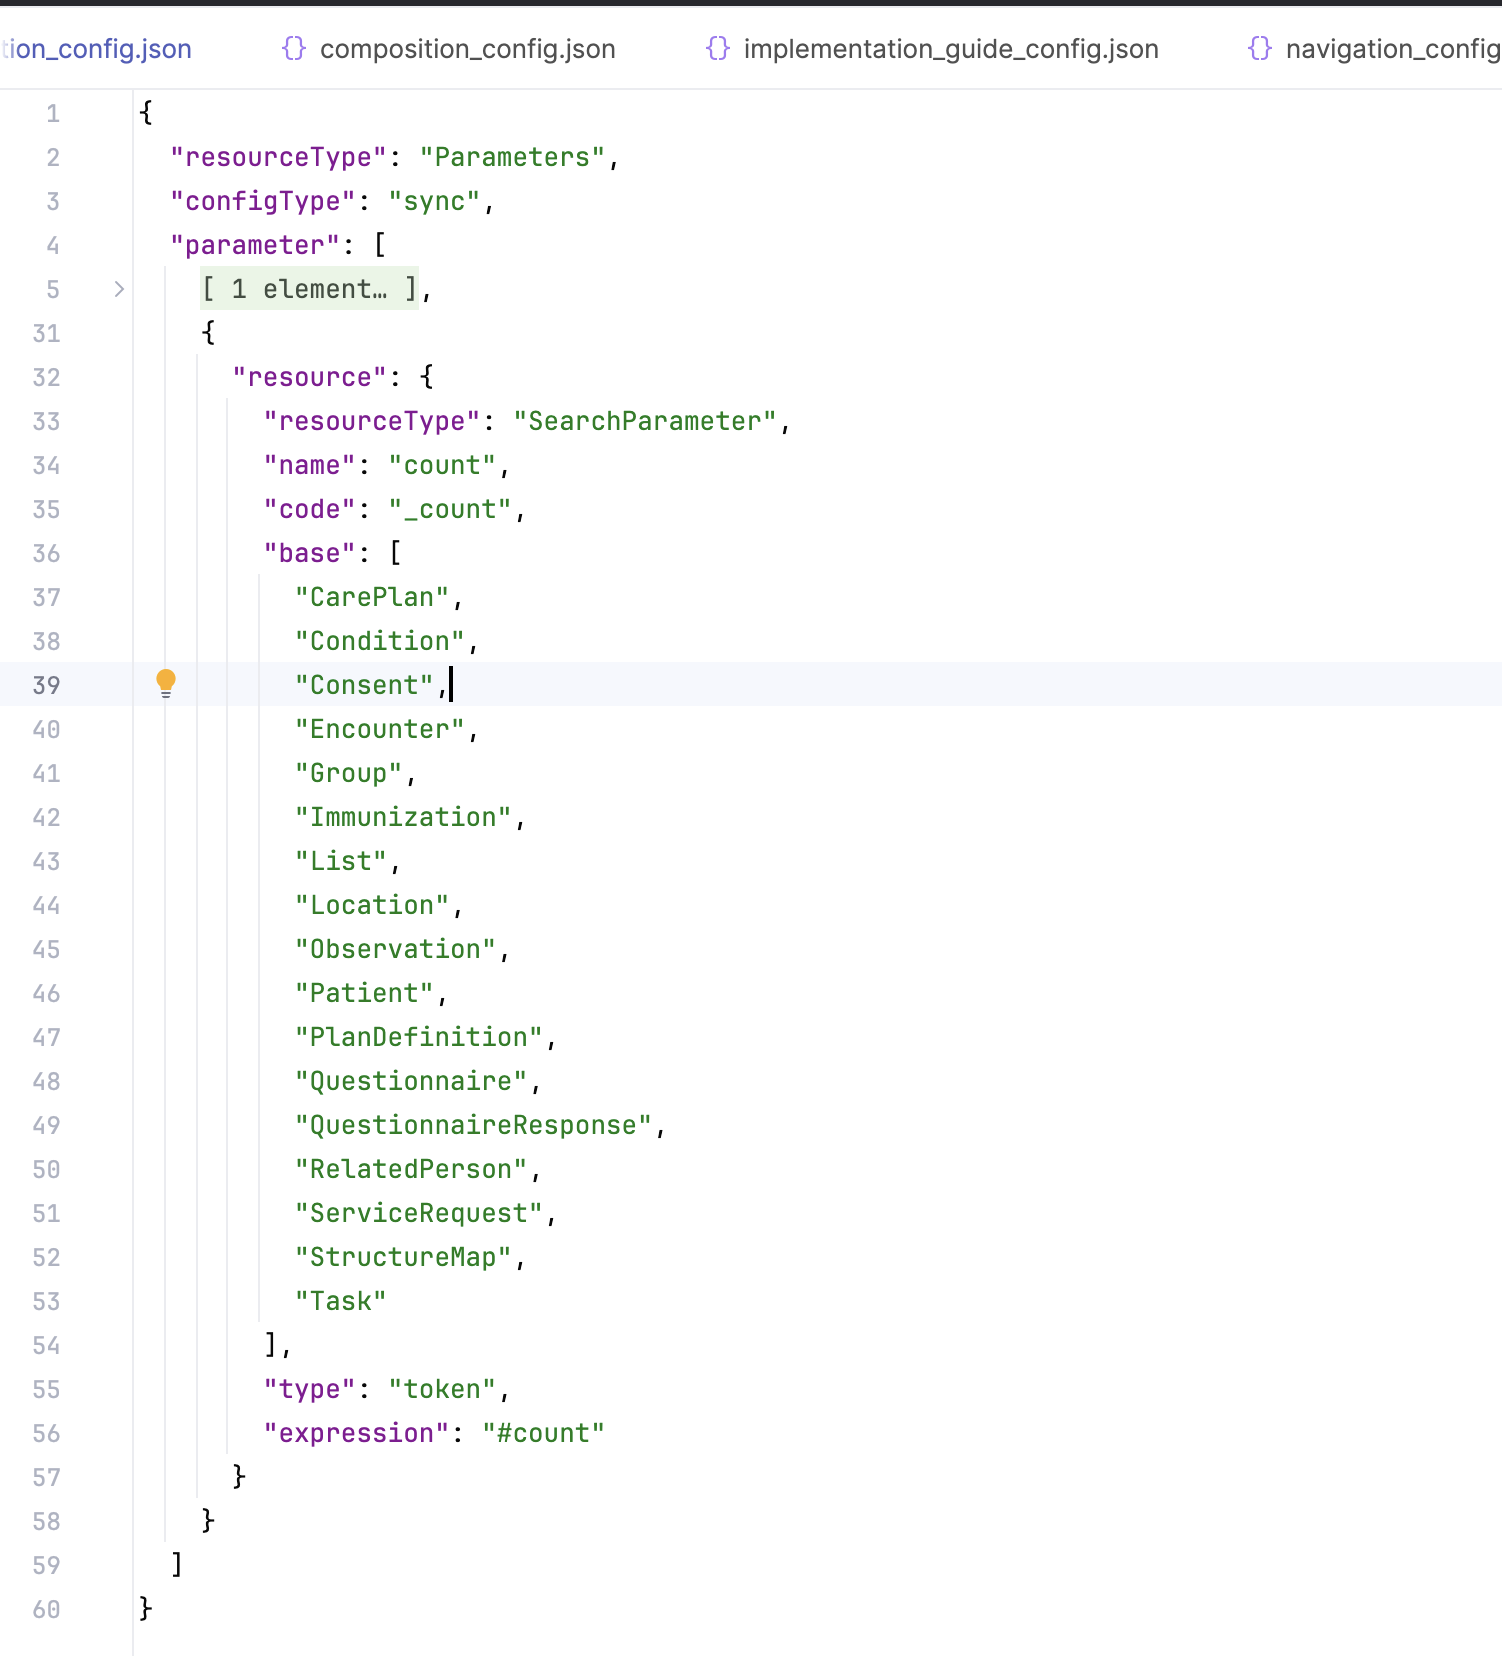 tion_config.json {} composition_config.json {} implementation_guide_config.json {} navigation_config
1 {
2 "resourceType": "Parameters",
3 "configType": "sync",
4 "parameter": [
5 [ 1 element… ],
31 {
32 "resource": {
33 "resourceType": "SearchParameter",
34 "name": "count",
35 "code": "_count",
36 "base": [
37 "CarePlan",
38 "Condition",
39 "Consent",
40 "Encounter",
41 "Group",
42 "Immunization",
43 "List",
44 "Location",
45 "Observation",
46 "Patient",
47 "PlanDefinition",
48 "Questionnaire",
49 "QuestionnaireResponse",
50 "RelatedPerson",
51 "ServiceRequest",
52 "StructureMap",
53 "Task"
54 ],
55 "type": "token",
56 "expression": "#count"
57 }
58 }
59 ]
60 }